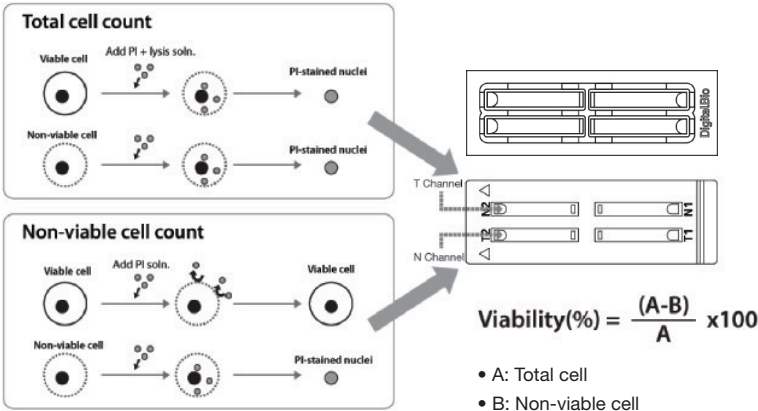 Total cell count
Viable cell
Add PI + lysis soln.
PI-stained nuclei
Non-viable cell
PI-stained nuclei
Non-viable cell count
Viable cell
Add PI soln.
Viable cell
Non-viable cell
PI-stained nuclei
DigitalBio
T Channel
N2
N1
T2
T1
N Channel
Viability(%) = (A-B) / A x100
• A: Total cell
• B: Non-viable cell